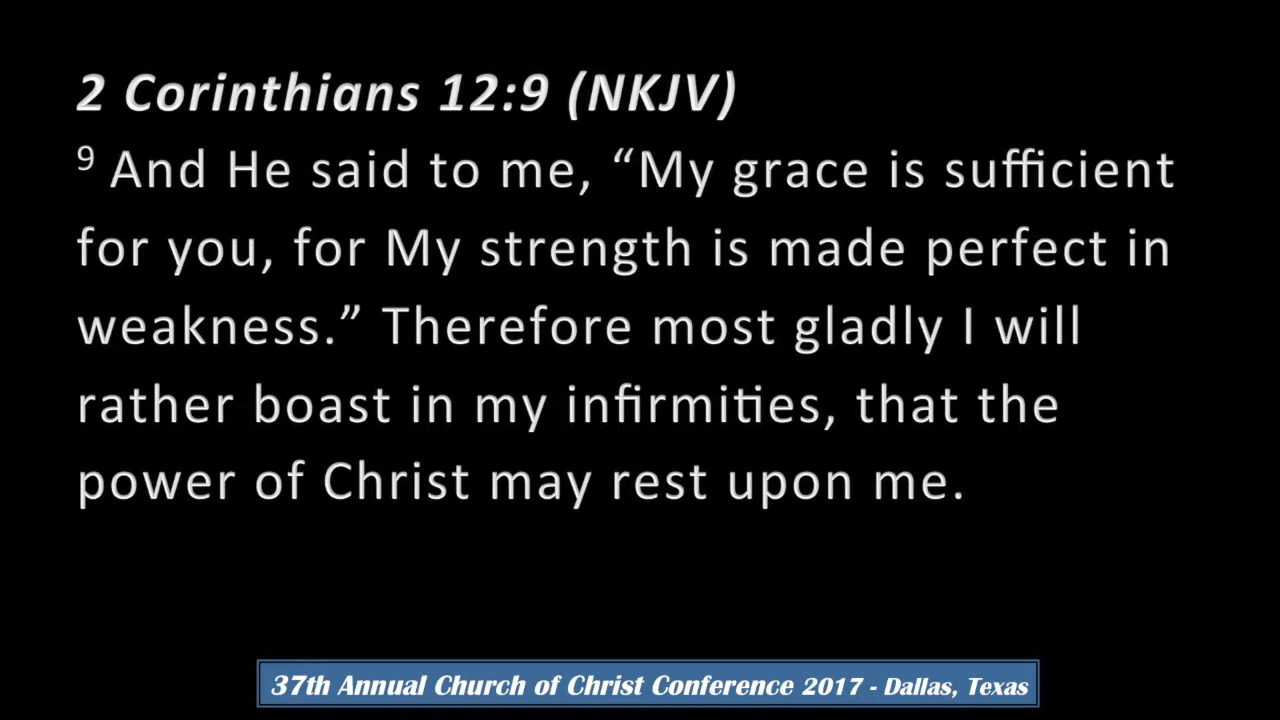 2 Corinthians 12:9 (NKJV)
9 And He said to me, “My grace is sufficient
for you, for My strength is made perfect in
weakness.” Therefore most gladly I will
rather boast in my infirmities, that the
power of Christ may rest upon me.
37th Annual Church of Christ Conference 2017 - Dallas, Texas